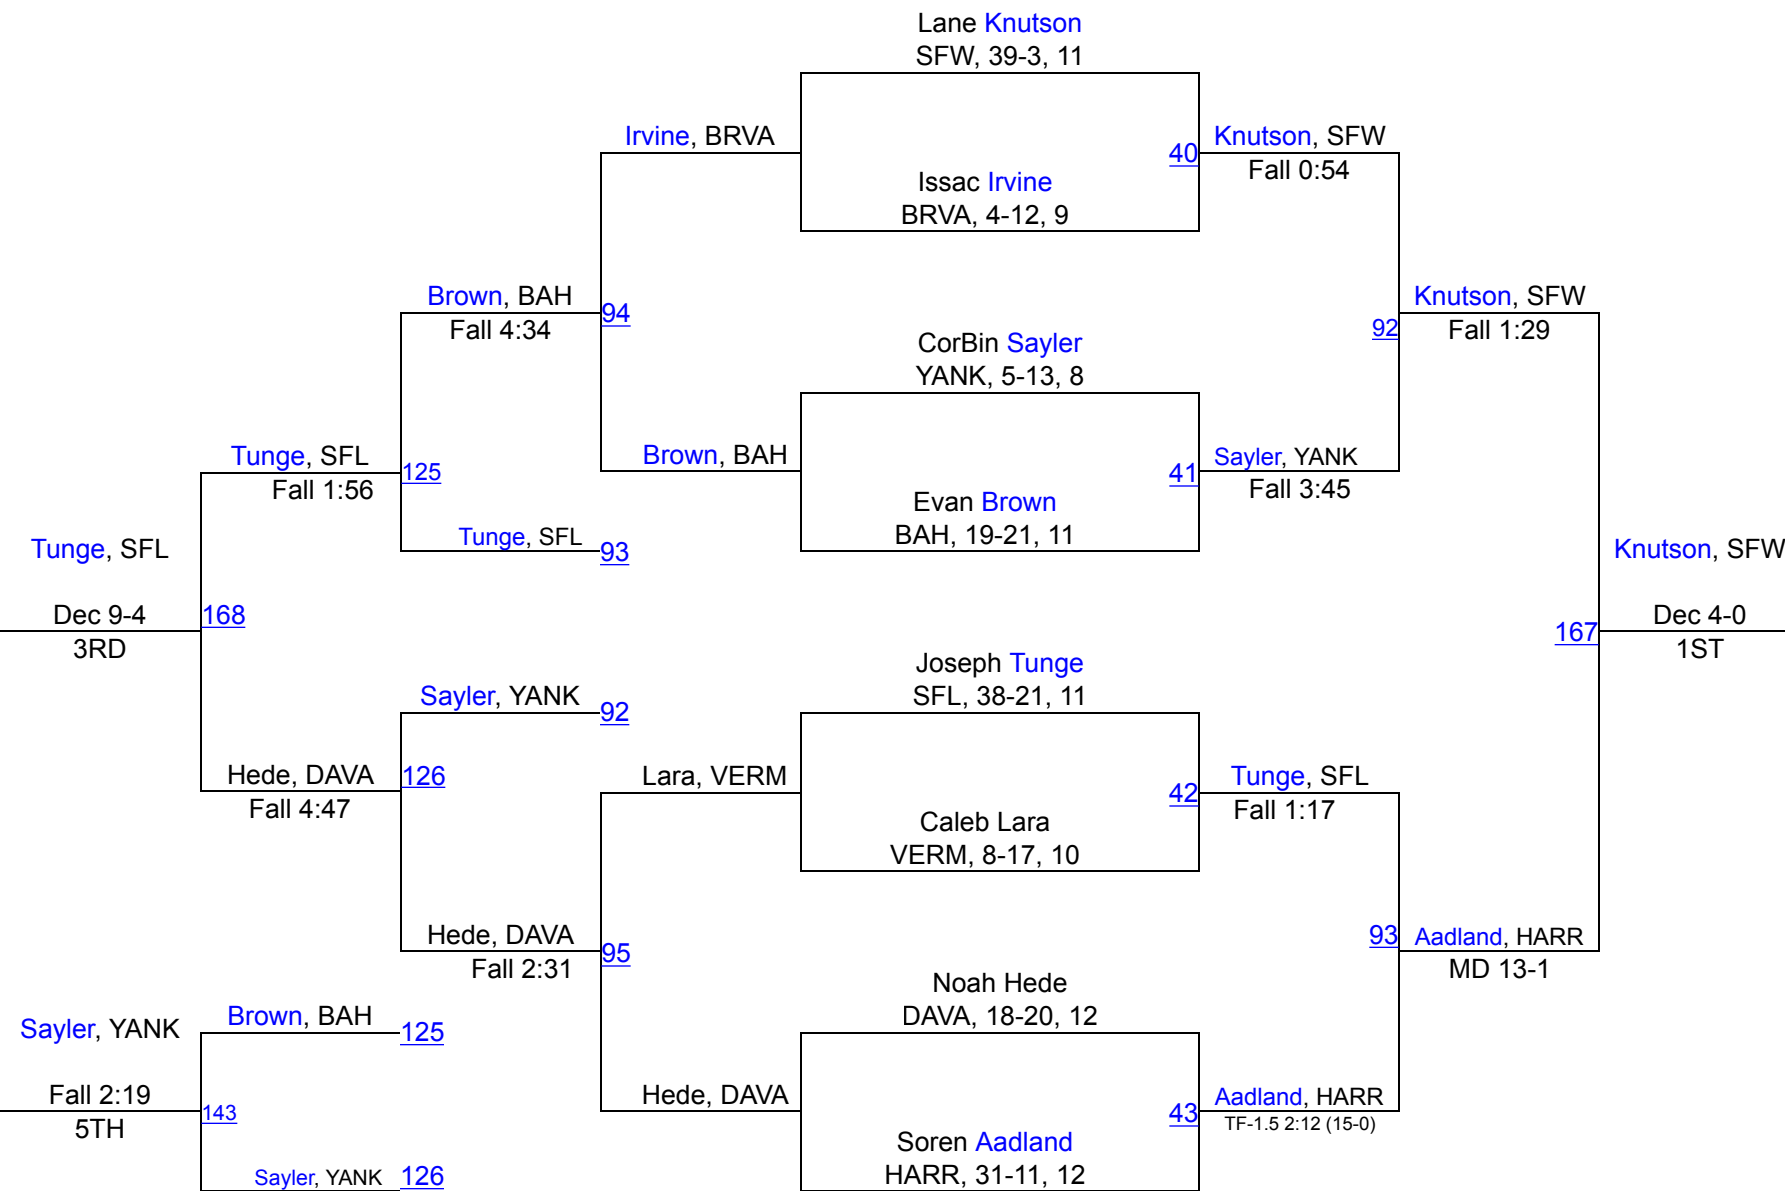 Lane Knutson
SFW, 39-3, 11
Irvine, BRVA
40
Knutson, SFW
Fall 0:54
Issac Irvine
BRVA, 4-12, 9
Brown, BAH
Fall 4:34
94
Knutson, SFW
Fall 1:29
92
CorBin Sayler
YANK, 5-13, 8
Tunge, SFL
Fall 1:56
125
Brown, BAH
41
Sayler, YANK
Fall 3:45
Evan Brown
BAH, 19-21, 11
Tunge, SFL
93
Tunge, SFL
Dec 9-4
3RD
168
Knutson, SFW
Dec 4-0
1ST
167
Joseph Tunge
SFL, 38-21, 11
Sayler, YANK
92
Hede, DAVA
Fall 4:47
126
Lara, VERM
42
Tunge, SFL
Fall 1:17
Caleb Lara
VERM, 8-17, 10
Hede, DAVA
Fall 2:31
95
93
Aadland, HARR
MD 13-1
Noah Hede
DAVA, 18-20, 12
Sayler, YANK
Fall 2:19
5TH
Brown, BAH
125
143
Hede, DAVA
43
Aadland, HARR
TF-1.5 2:12 (15-0)
Soren Aadland
HARR, 31-11, 12
Sayler, YANK
126